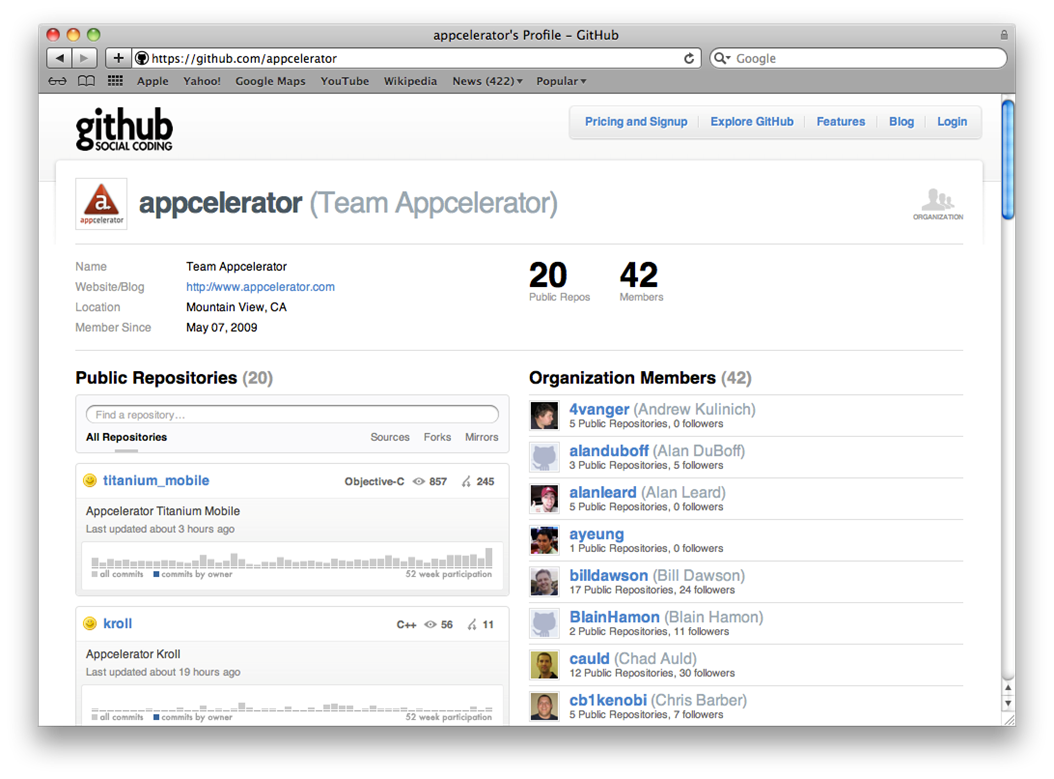 appcelerator's Profile – GitHub
https://github.com/appcelerator
Google
Apple Yahoo! Google Maps YouTube Wikipedia News (422)▾ Popular▾
github
SOCIAL CODING
Pricing and Signup Explore GitHub Features Blog Login
a
appcelerator
appcelerator (Team Appcelerator)
ORGANIZATION
Name Team Appcelerator
Website/Blog http://www.appcelerator.com
Location Mountain View, CA
Member Since May 07, 2009
20
Public Repos
42
Members
Public Repositories (20)
Find a repository…
All Repositories Sources Forks Mirrors
titanium_mobile Objective-C 857 245
Appcelerator Titanium Mobile
Last updated about 3 hours ago
all commits commits by owner 52 week participation
kroll C++ 56 11
Appcelerator Kroll
Last updated about 19 hours ago
all commits commits by owner 52 week participation
Organization Members (42)
4vanger (Andrew Kulinich)
5 Public Repositories, 0 followers
alanduboff (Alan DuBoff)
3 Public Repositories, 5 followers
alanleard (Alan Leard)
5 Public Repositories, 0 followers
ayeung
1 Public Repositories, 0 followers
billdawson (Bill Dawson)
17 Public Repositories, 24 followers
BlainHamon (Blain Hamon)
2 Public Repositories, 11 followers
cauld (Chad Auld)
12 Public Repositories, 30 followers
cb1kenobi (Chris Barber)
5 Public Repositories, 7 followers